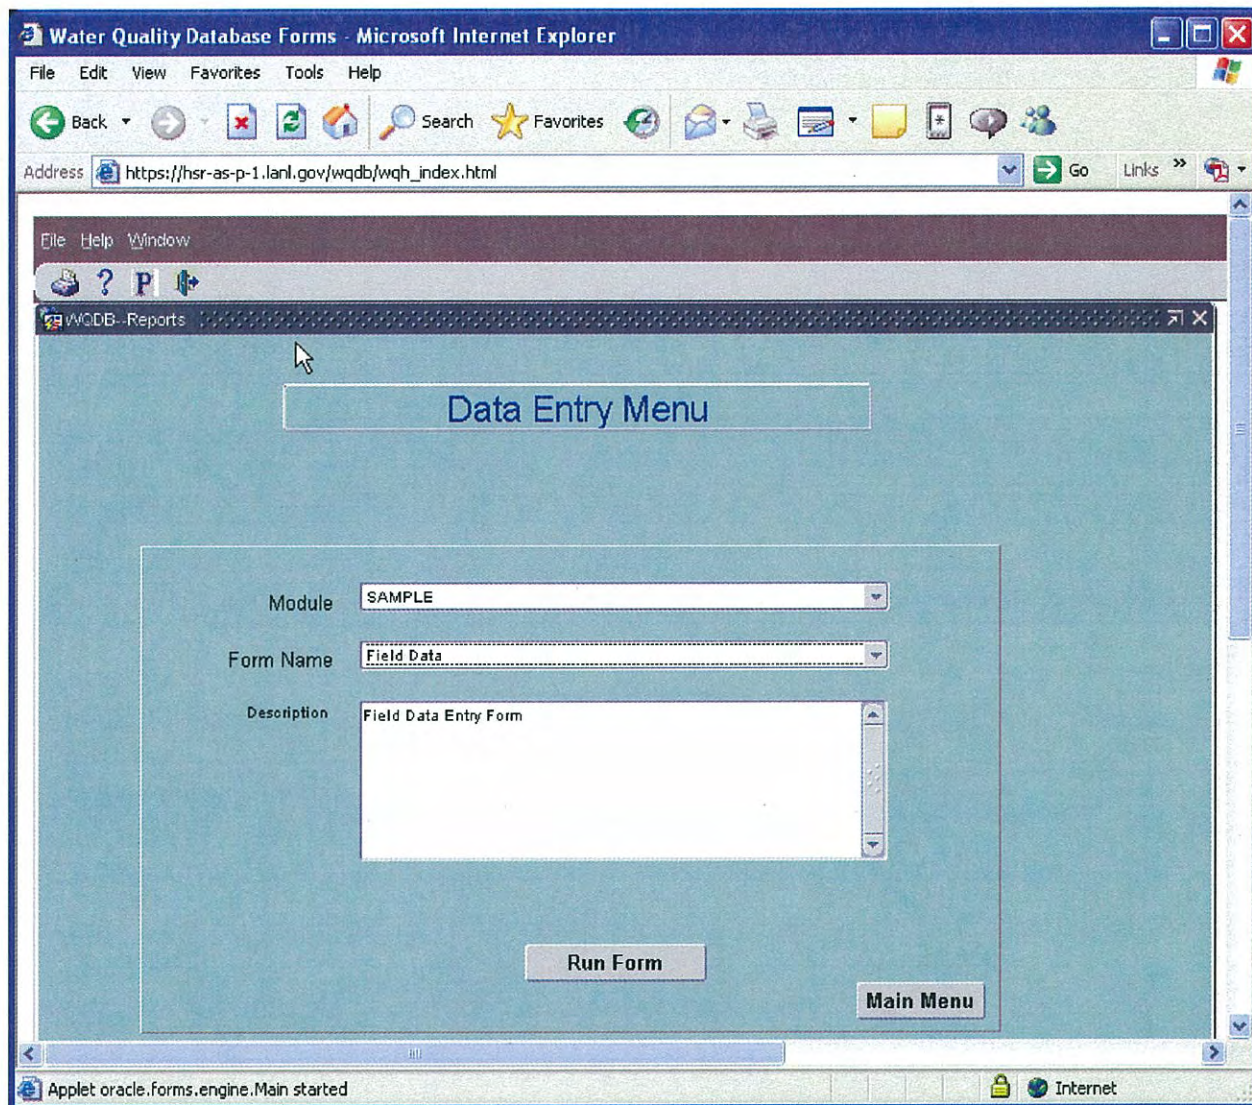 Water Quality Database Forms - Microsoft Internet Explorer
File Edit View Favorites Tools Help
Back Search Favorites
Address https://hsr-as-p-1.lanl.gov/wqdb/wqh_index.html Go Links »
File Help Window
? P
WQDB--Reports
Data Entry Menu
Module SAMPLE
Form Name Field Data
Description Field Data Entry Form
Run Form
Main Menu
Applet oracle.forms.engine.Main started Internet